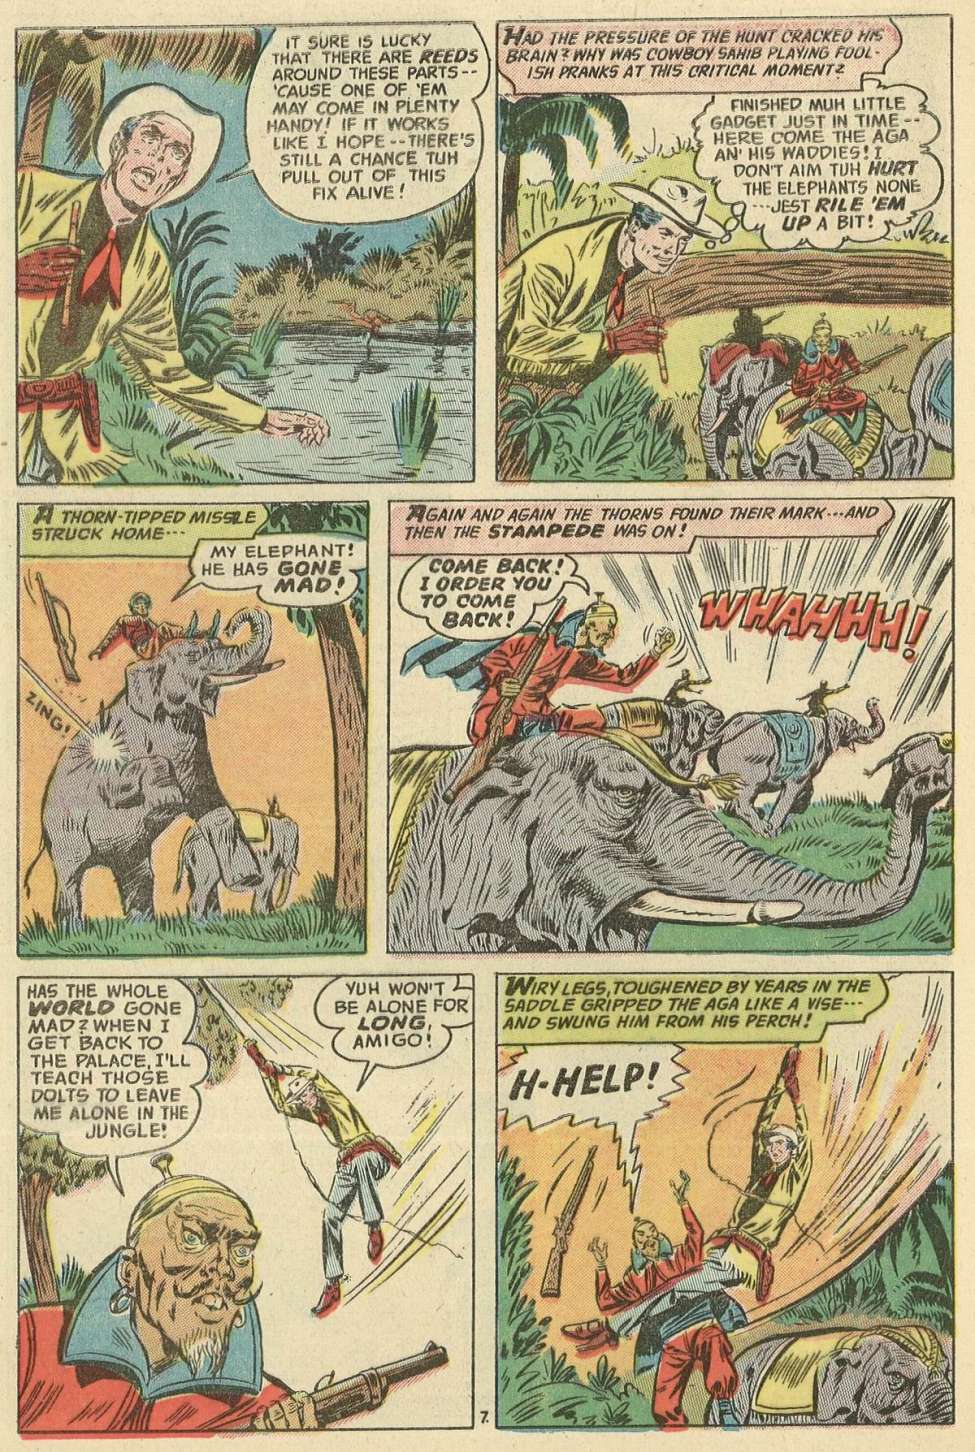 IT SURE IS LUCKY
THAT THERE ARE REEDS
AROUND THESE PARTS--
'CAUSE ONE OF 'EM
MAY COME IN PLENTY
HANDY! IF IT WORKS
LIKE I HOPE--THERE'S
STILL A CHANCE TUH
PULL OUT OF THIS
FIX ALIVE!
HAD THE PRESSURE OF THE HUNT CRACKED HIS
BRAIN? WHY WAS COWBOY SAHIB PLAYING FOOL-
ISH PRANKS AT THIS CRITICAL MOMENT?
FINISHED MUH LITTLE
GADGET JUST IN TIME--
HERE COME THE AGA
AN' HIS WADDIES! I
DON'T AIM TUH HURT
THE ELEPHANTS NONE
---JEST RILE 'EM
UP A BIT!
A THORN-TIPPED MISSLE
STRUCK HOME---
MY ELEPHANT!
HE HAS GONE
MAD!
ZING!
AGAIN AND AGAIN THE THORNS FOUND THEIR MARK---AND
THEN THE STAMPEDE WAS ON!
COME BACK!
I ORDER YOU
TO COME
BACK!
WHAHHH!
HAS THE WHOLE
WORLD GONE
MAD? WHEN I
GET BACK TO
THE PALACE, I'LL
TEACH THOSE
DOLTS TO LEAVE
ME ALONE IN THE
JUNGLE!
YUH WON'T
BE ALONE FOR
LONG,
AMIGO!
WIRY LEGS, TOUGHENED BY YEARS IN THE
SADDLE GRIPPED THE AGA LIKE A VISE---
AND SWUNG HIM FROM HIS PERCH!
H-HELP!
7.